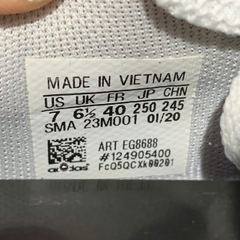 MADE IN VIETNAM
US UK FR JP CHN
7 6½ 40 250 245
SMA 23M001 01/20
ART EG8688
#124905400
adidas